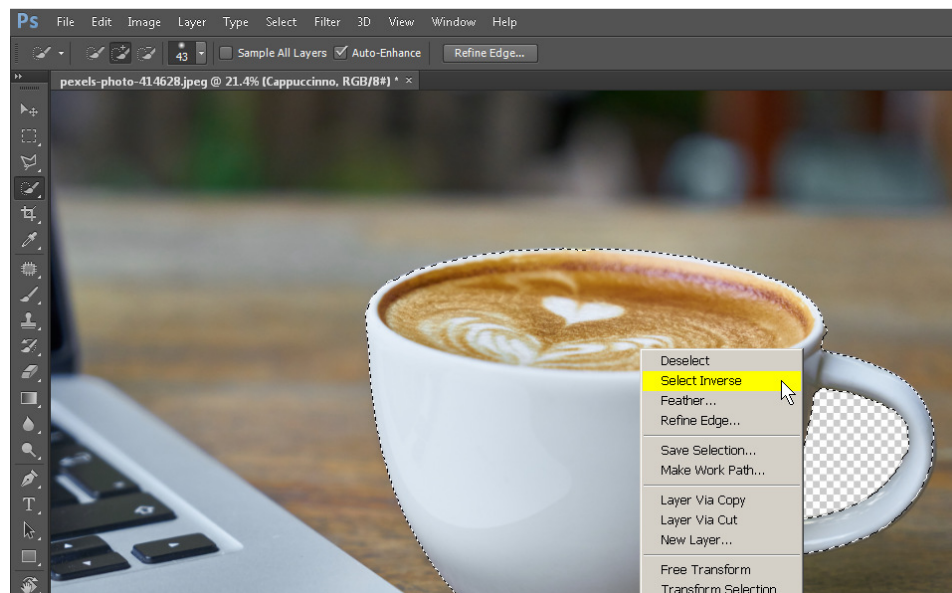 Ps File Edit Image Layer Type Select Filter 3D View Window Help
43 Sample All Layers Auto-Enhance Refine Edge...
pexels-photo-414628.jpeg @ 21.4% (Cappuccinno, RGB/8#) * ×
Deselect
Select Inverse
Feather...
Refine Edge...
Save Selection...
Make Work Path...
Layer Via Copy
Layer Via Cut
New Layer...
Free Transform
Transform Selection